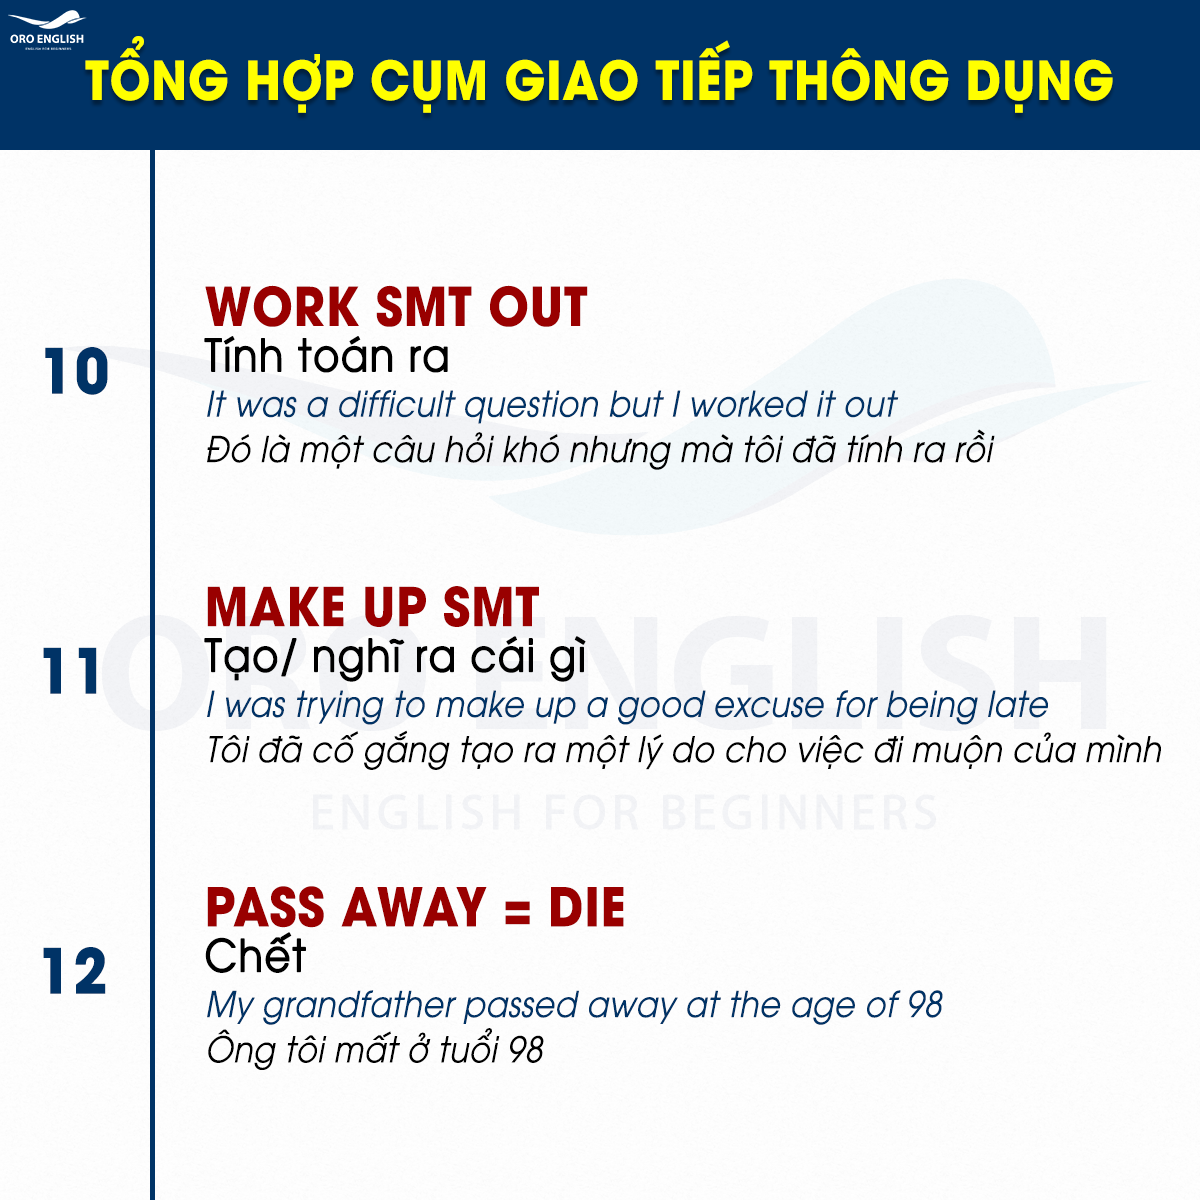 ORO ENGLISH
ENGLISH FOR BEGINNERS
TỔNG HỢP CỤM GIAO TIẾP THÔNG DỤNG
10
WORK SMT OUT
Tính toán ra
It was a difficult question but I worked it out
Đó là một câu hỏi khó nhưng mà tôi đã tính ra rồi
11
MAKE UP SMT
Tạo/ nghĩ ra cái gì
I was trying to make up a good excuse for being late
Tôi đã cố gắng tạo ra một lý do cho việc đi muộn của mình
ORO ENGLISH
ENGLISH FOR BEGINNERS
12
PASS AWAY = DIE
Chết
My grandfather passed away at the age of 98
Ông tôi mất ở tuổi 98